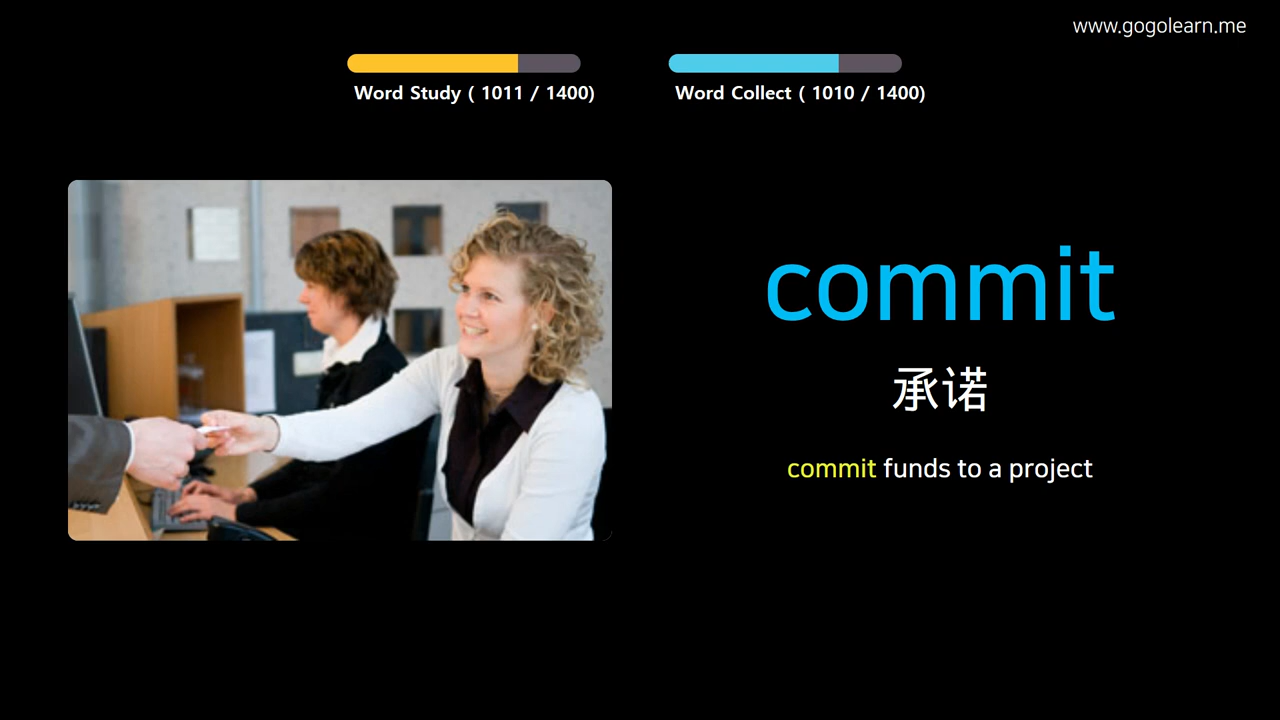 www.gogolearn.me
Word Study ( 1011 / 1400)
Word Collect ( 1010 / 1400)
commit
承诺
commit funds to a project